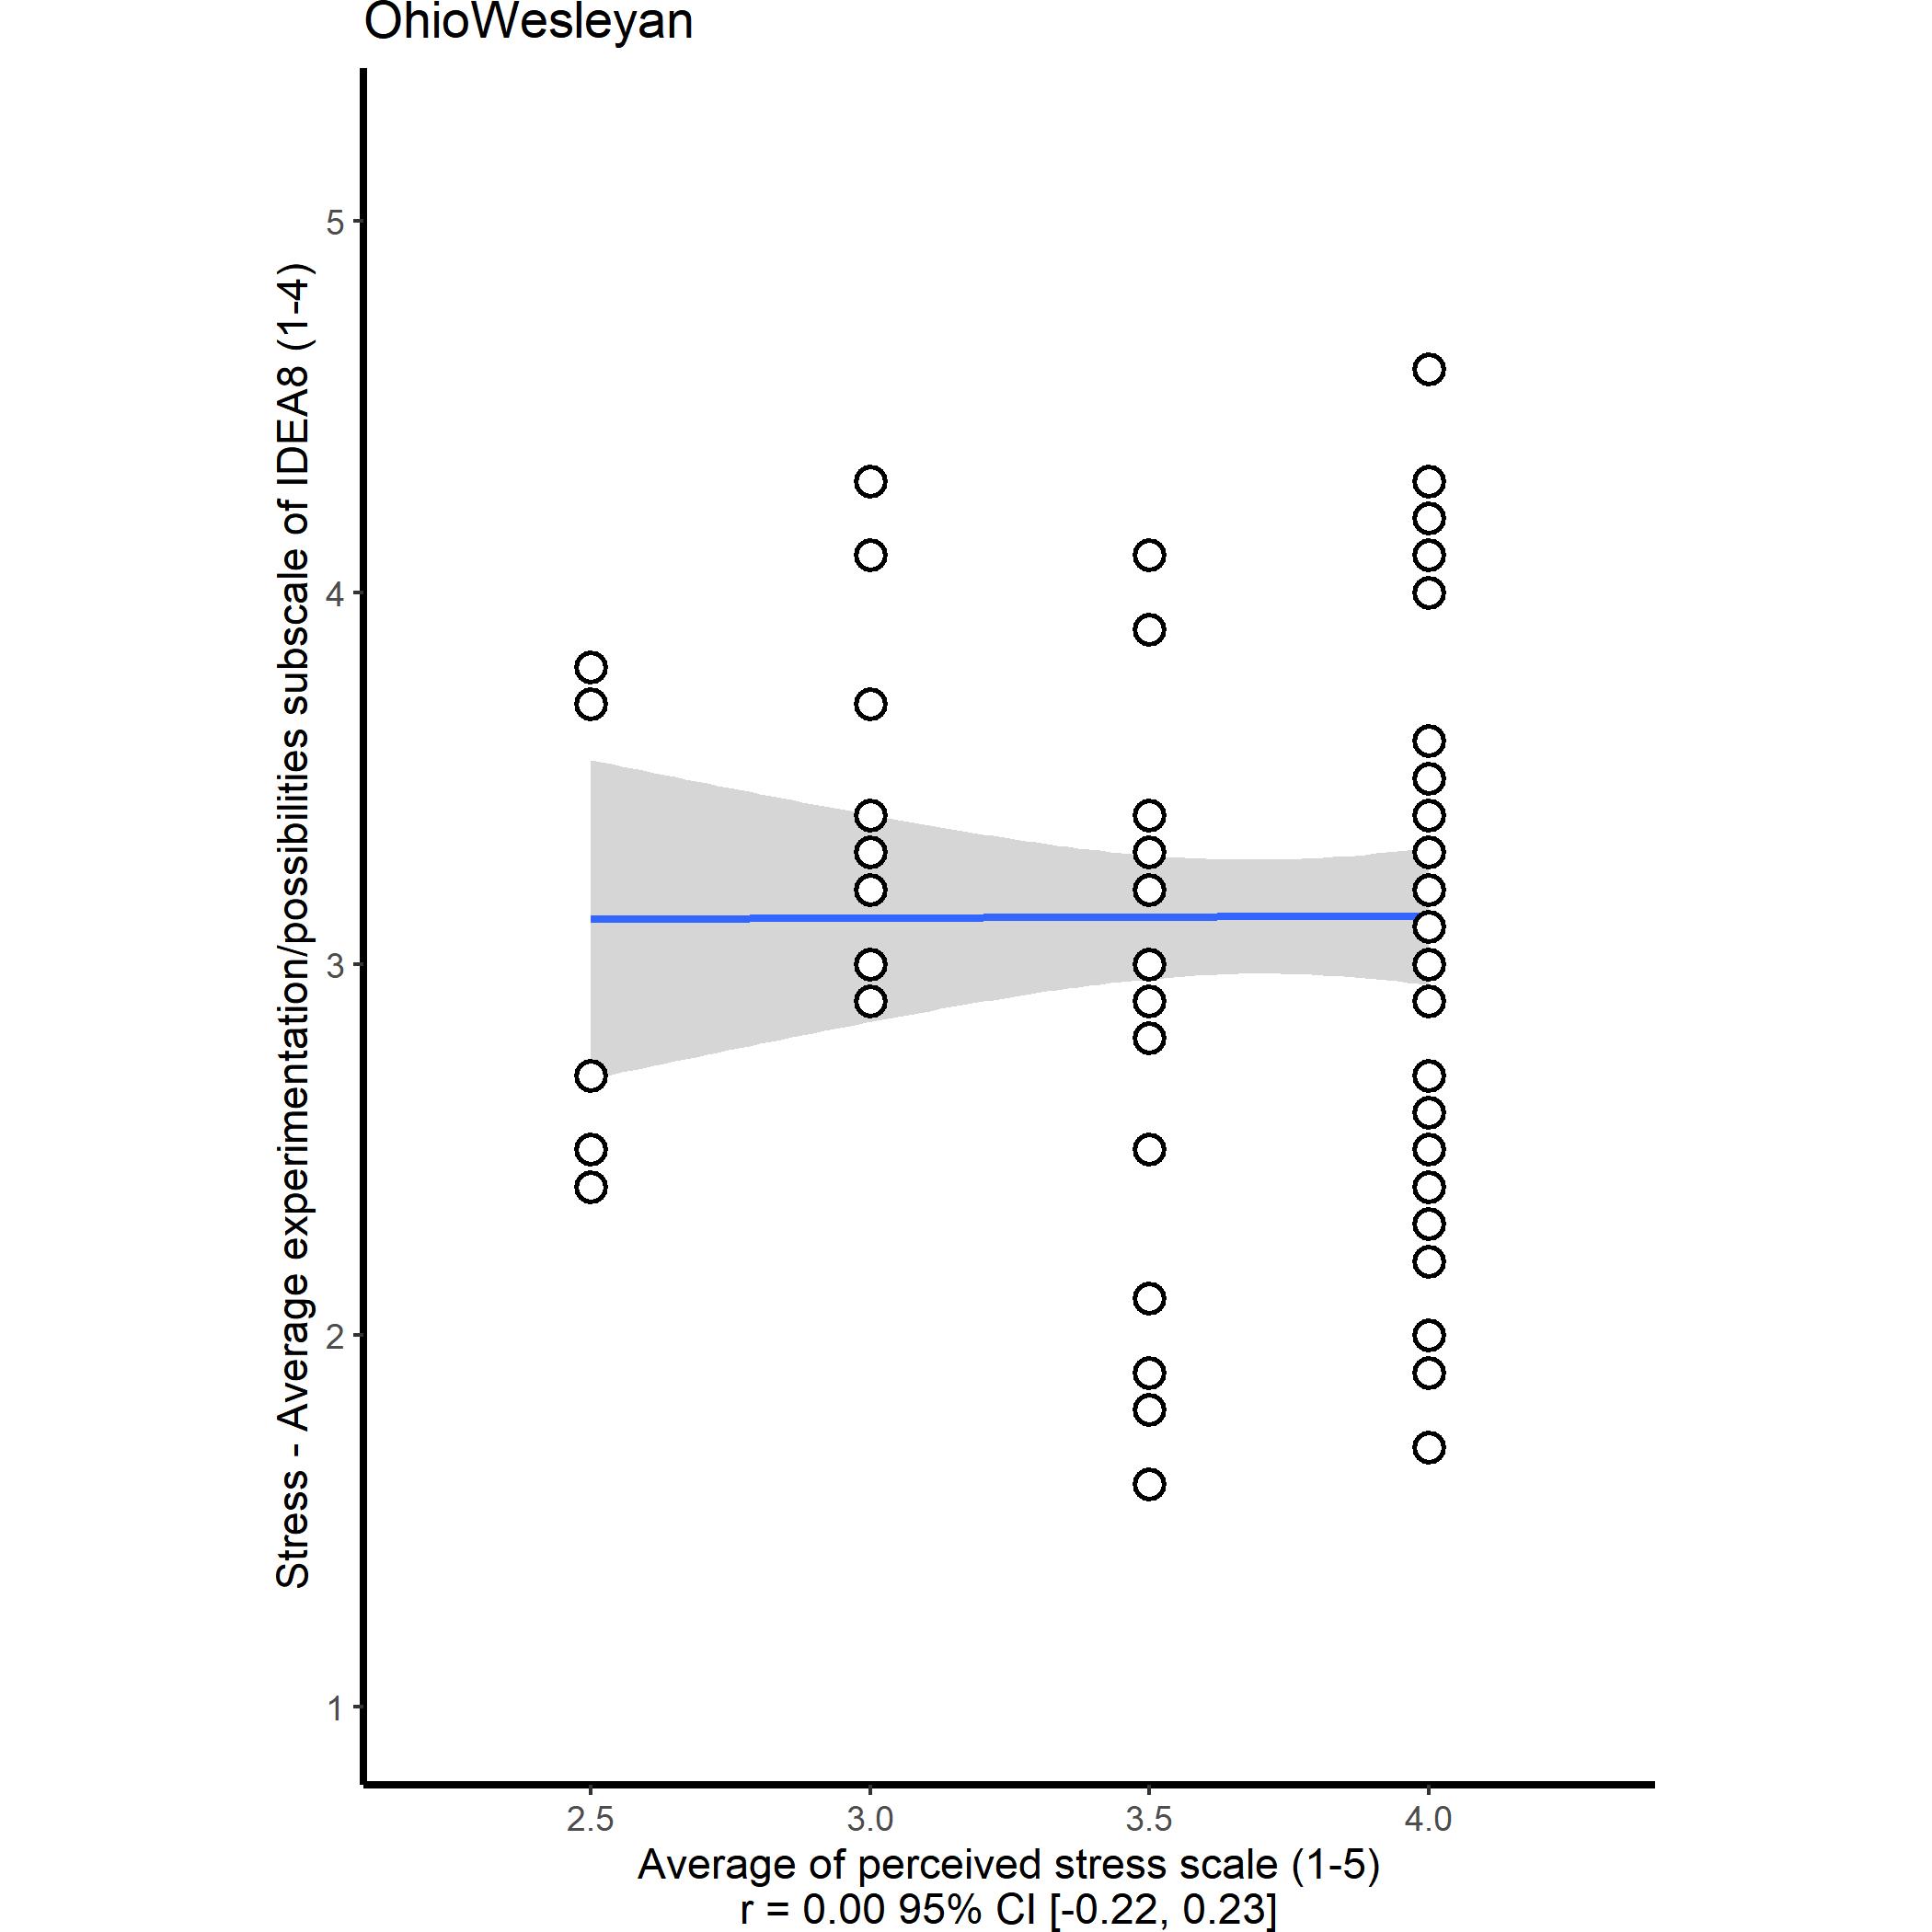 OhioWesleyan
Stress - Average experimentation/possibilities subscale of IDEA8 (1-4)
5
4
3
2
1
2.5 3.0 3.5 4.0
Average of perceived stress scale (1-5)
r = 0.00 95% CI [-0.22, 0.23]